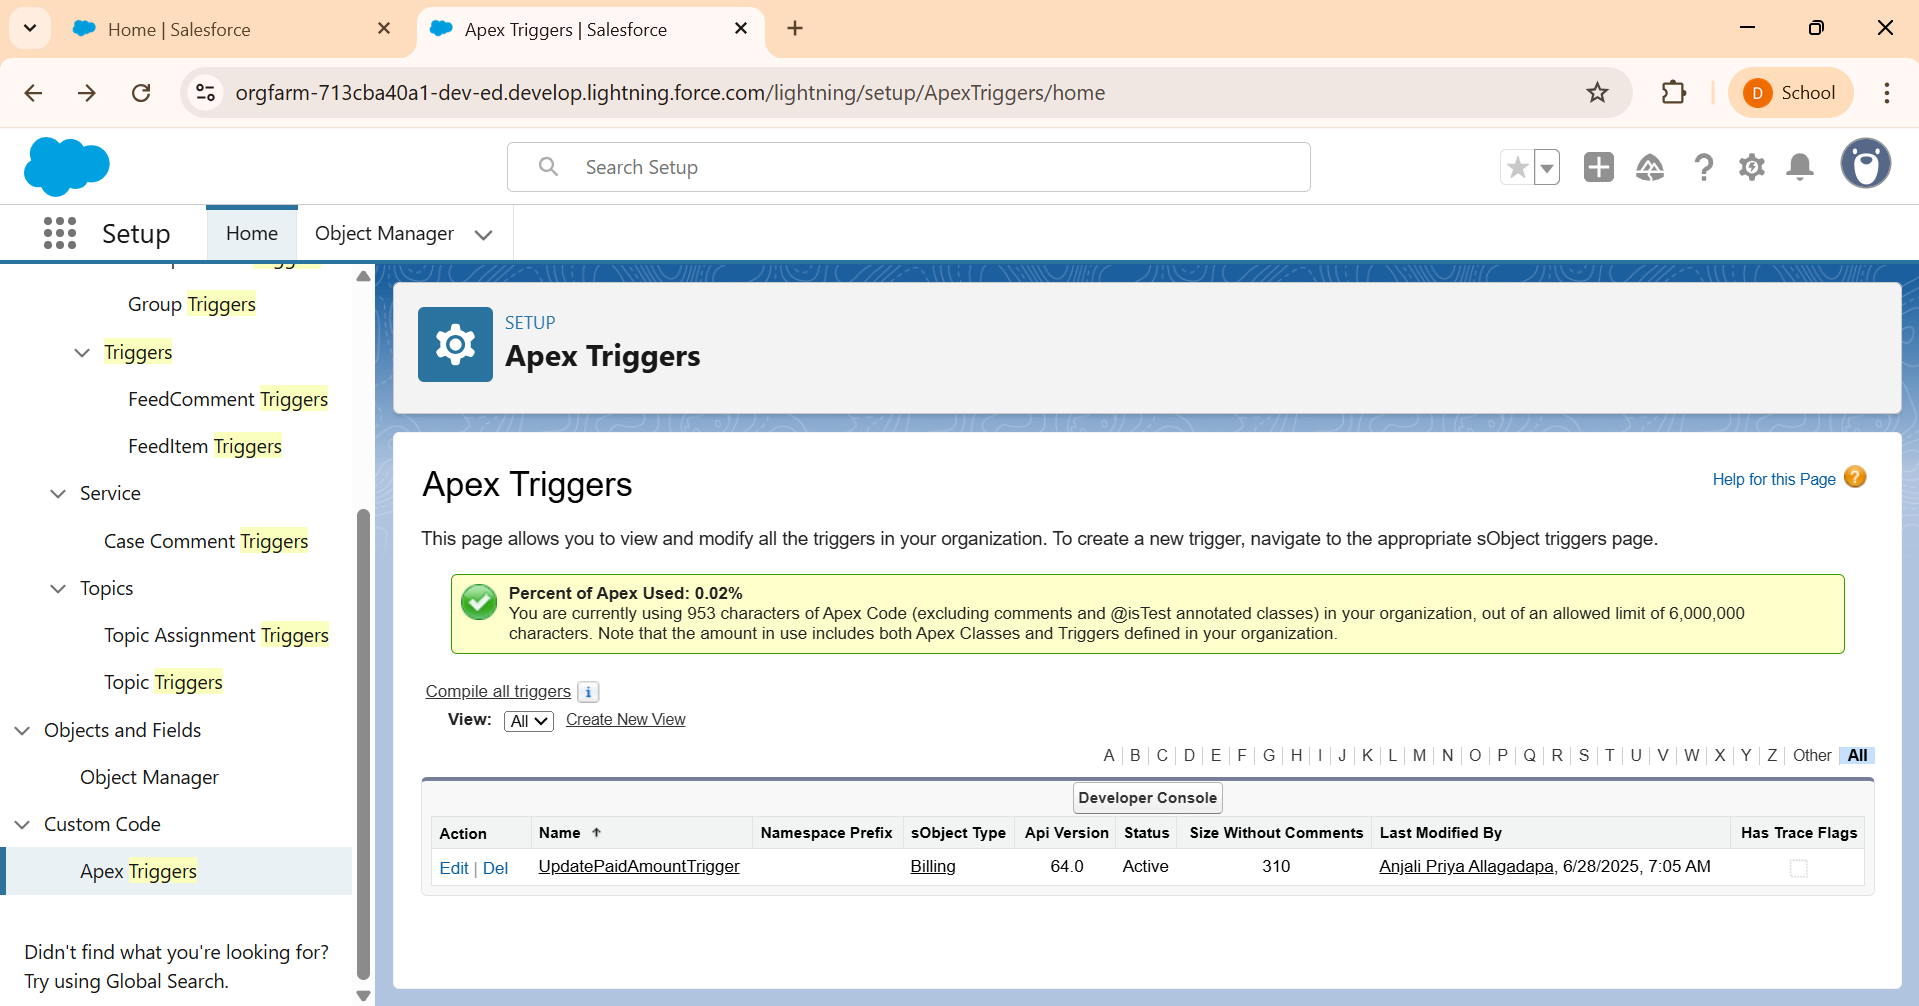 Home | Salesforce
Apex Triggers | Salesforce
orgfarm-713cba40a1-dev-ed.develop.lightning.force.com/lightning/setup/ApexTriggers/home
D School
Search Setup
Setup
Home
Object Manager
Group Triggers
Triggers
FeedComment Triggers
FeedItem Triggers
Service
Case Comment Triggers
Topics
Topic Assignment Triggers
Topic Triggers
Objects and Fields
Object Manager
Custom Code
Apex Triggers
Didn't find what you're looking for?
Try using Global Search.
SETUP
Apex Triggers
Apex Triggers
Help for this Page ?
This page allows you to view and modify all the triggers in your organization. To create a new trigger, navigate to the appropriate sObject triggers page.
Percent of Apex Used: 0.02%
You are currently using 953 characters of Apex Code (excluding comments and @isTest annotated classes) in your organization, out of an allowed limit of 6,000,000
characters. Note that the amount in use includes both Apex Classes and Triggers defined in your organization.
Compile all triggers i
View: All Create New View
A | B | C | D | E | F | G | H | I | J | K | L | M | N | O | P | Q | R | S | T | U | V | W | X | Y | Z | Other | All
Developer Console
Action Name Namespace Prefix sObject Type Api Version Status Size Without Comments Last Modified By Has Trace Flags
Edit | Del UpdatePaidAmountTrigger Billing 64.0 Active 310 Anjali Priya Allagadapa, 6/28/2025, 7:05 AM